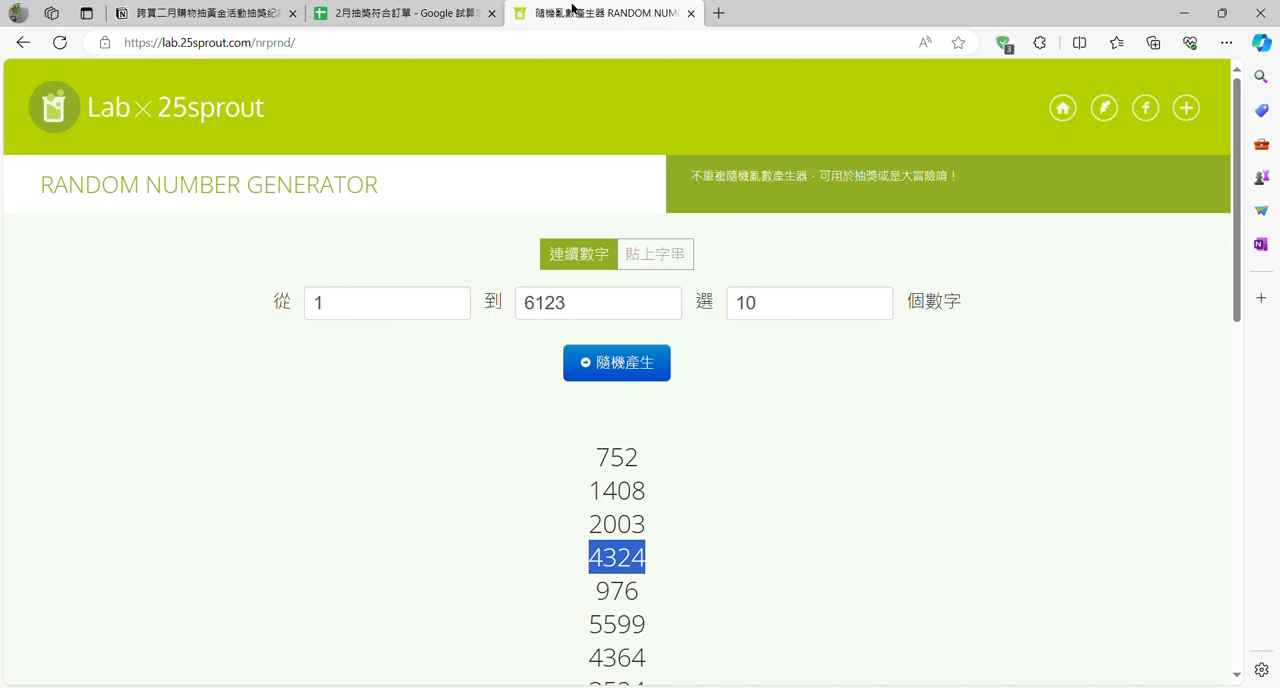 跨買二月購物抽黃金活動抽獎紀
2月抽獎符合訂單 - Google 試算
隨機亂數產生器 RANDOM NUM
https://lab.25sprout.com/nrprnd/
3
Lab × 25sprout
RANDOM NUMBER GENERATOR
不重複隨機亂數產生器，可用於抽獎或是大冒險唷！
連續數字 貼上字串
從 1 到 6123 選 10 個數字
隨機產生
752
1408
2003
4324
976
5599
4364